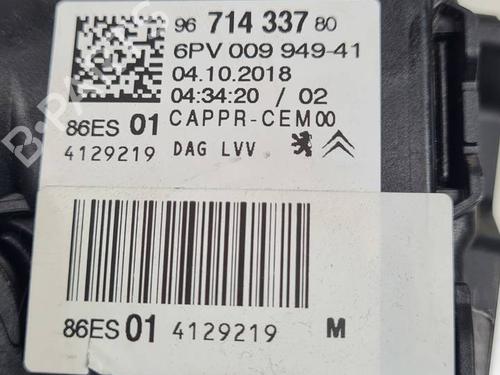 96 714 337 80
6PV 009 949-41
04.10.2018
04:34:20 / 02
86ES 01 CAPPR-CEM00
4129219 DAG LVV
86ES 01 4129219 M
B-PARTS